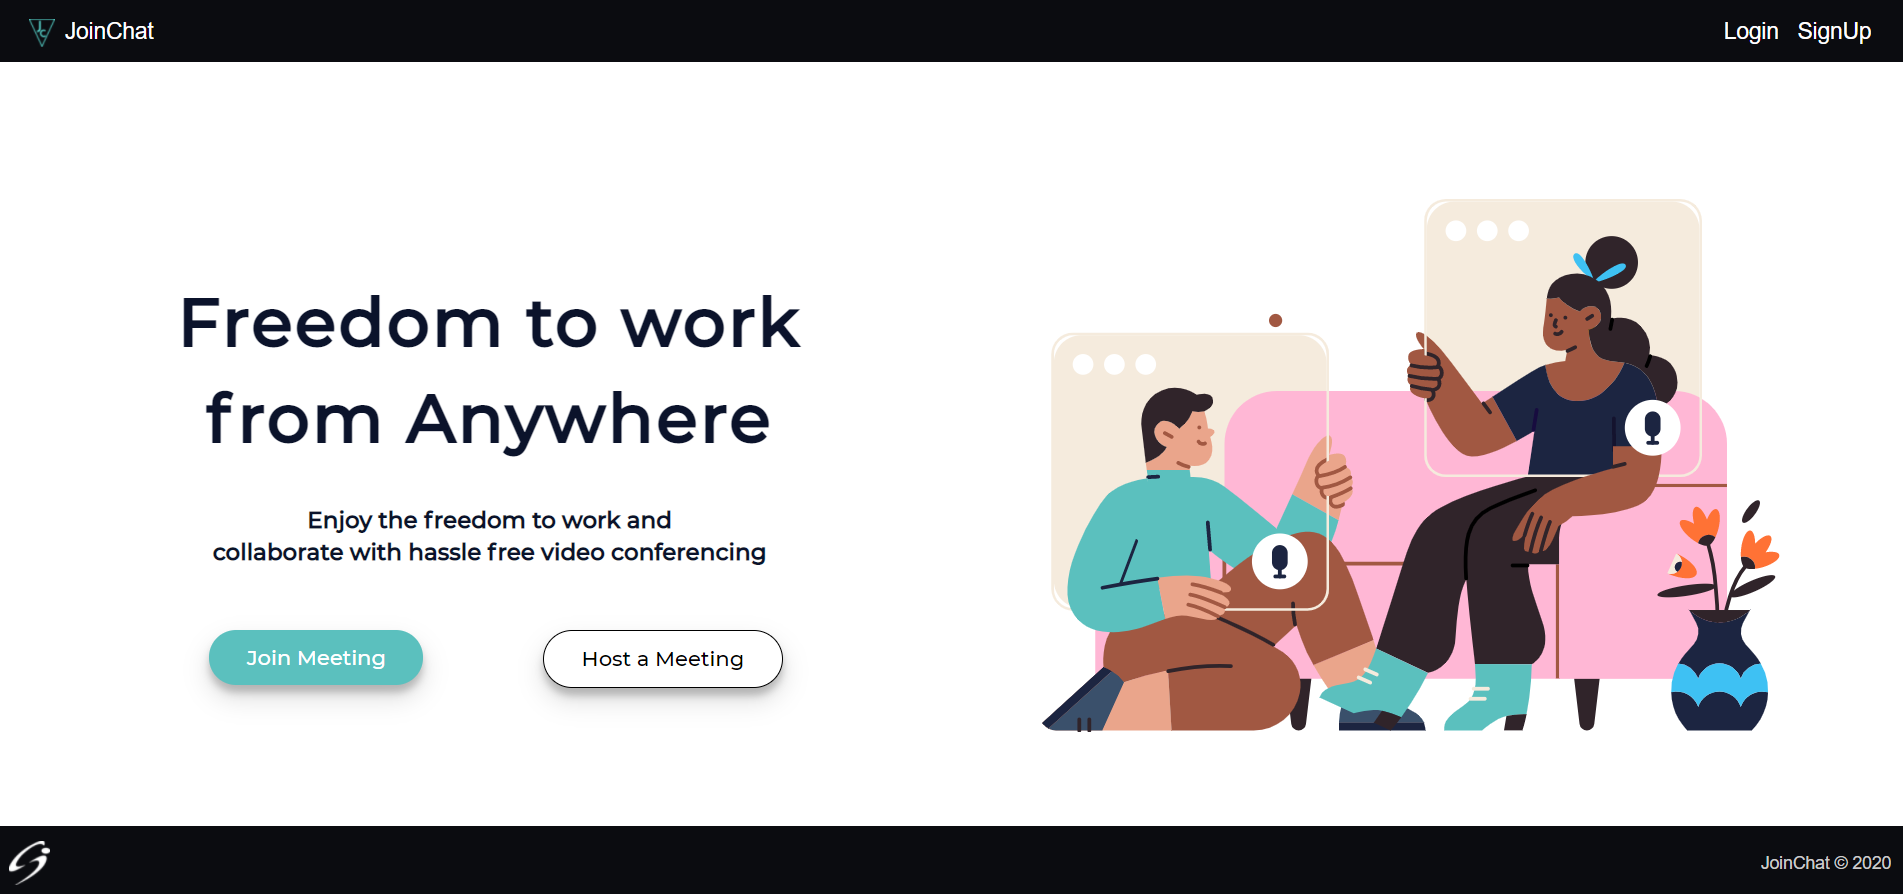 JoinChat
Login SignUp
Freedom to work
from Anywhere
Enjoy the freedom to work and
collaborate with hassle free video conferencing
Join Meeting
Host a Meeting
JoinChat © 2020